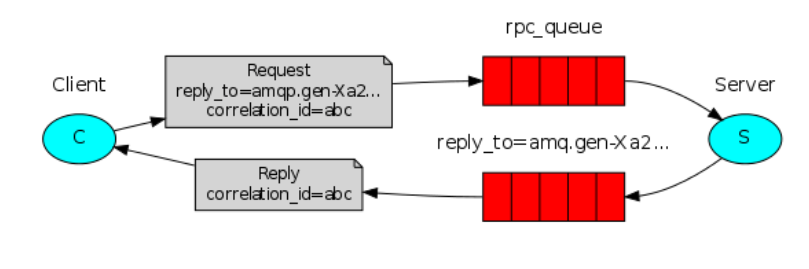 rpc_queue
Client
Request
reply_to=amqp.gen-Xa2...
correlation_id=abc
Server
C
S
reply_to=amq.gen-Xa2...
Reply
correlation_id=abc